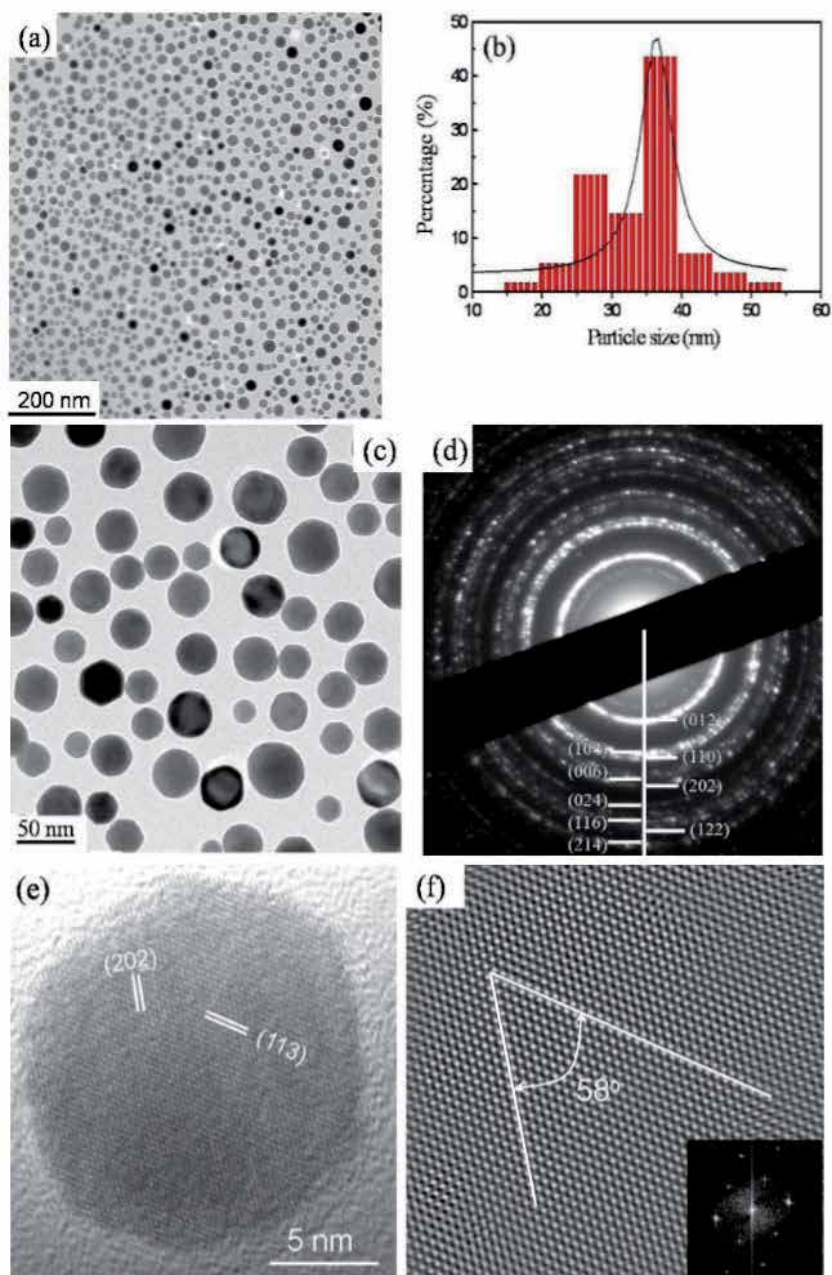 (a)
200 nm
(b)
50
40
30
20
10
0
Percentage (%)
10 20 30 40 50 60
Particle size (nm)
(c)
50 nm
(d)
(012)
(104)
(110)
(006)
(202)
(024)
(116)
(122)
(214)
(e)
(202)
(113)
5 nm
(f)
58°